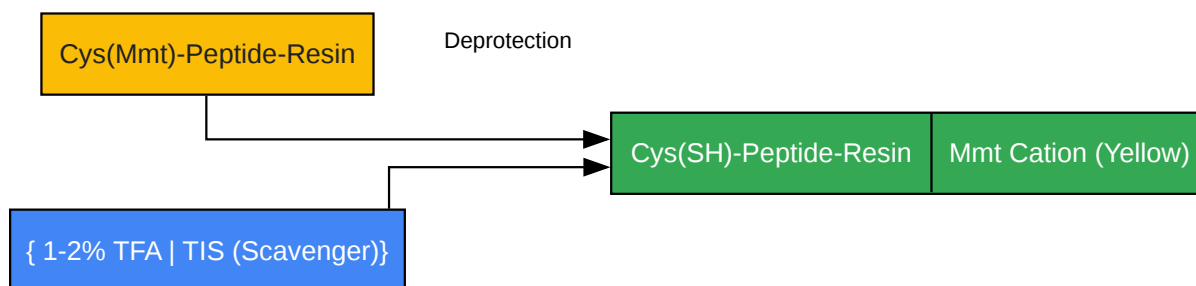 Cys(Mmt)-Peptide-Resin
Deprotection
Cys(SH)-Peptide-Resin
Mmt Cation (Yellow)
{ 1-2% TFA | TIS (Scavenger)}